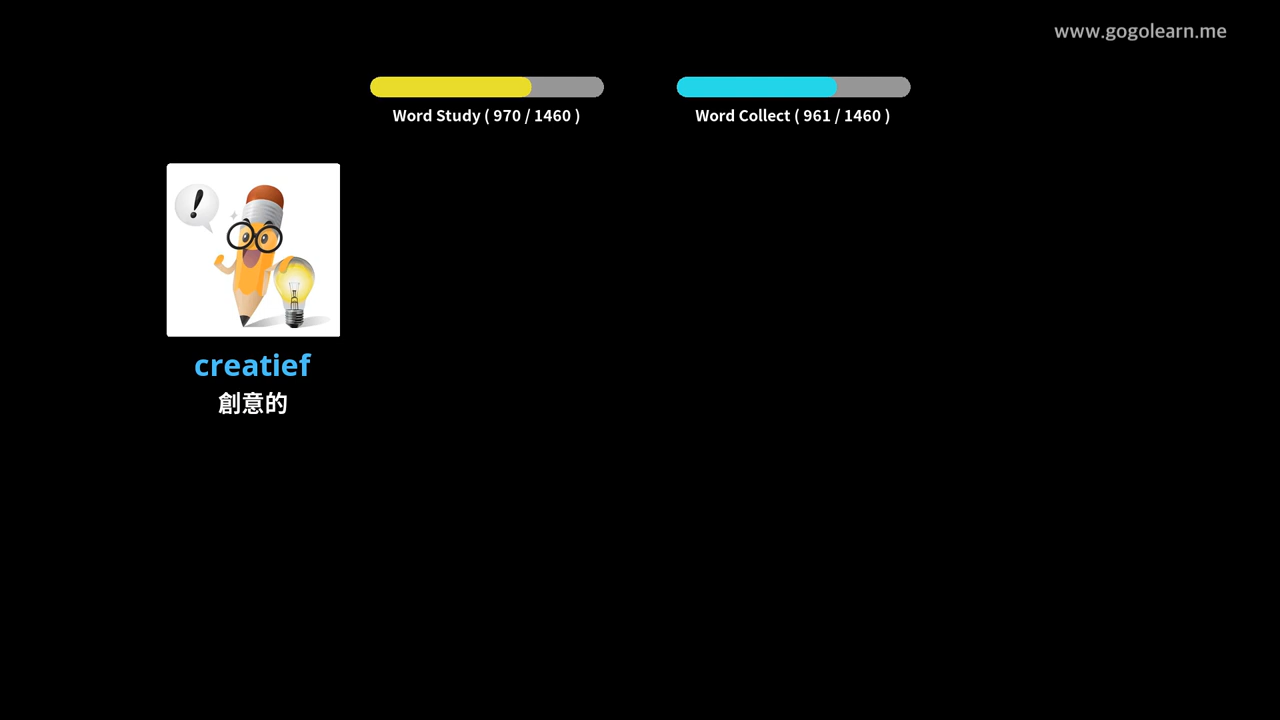 www.gogolearn.me
Word Study ( 970 / 1460 )
Word Collect ( 961 / 1460 )
!
creatief
創意的